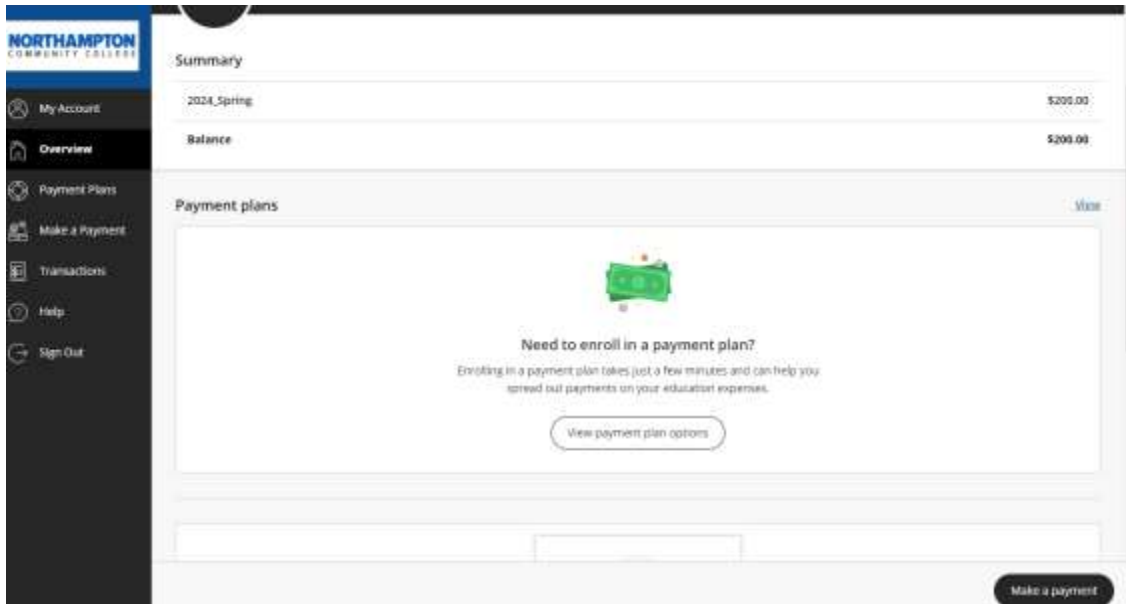 NORTHAMPTON
COMMUNITY COLLEGE
My Account
Overview
Payment Plans
Make a Payment
Transactions
Help
Sign Out
Summary
2024_Spring $200.00
Balance $200.00
Payment plans View
Need to enroll in a payment plan?
Enrolling in a payment plan takes just a few minutes and can help you
spread out payments on your education expenses.
View payment plan options
Make a payment